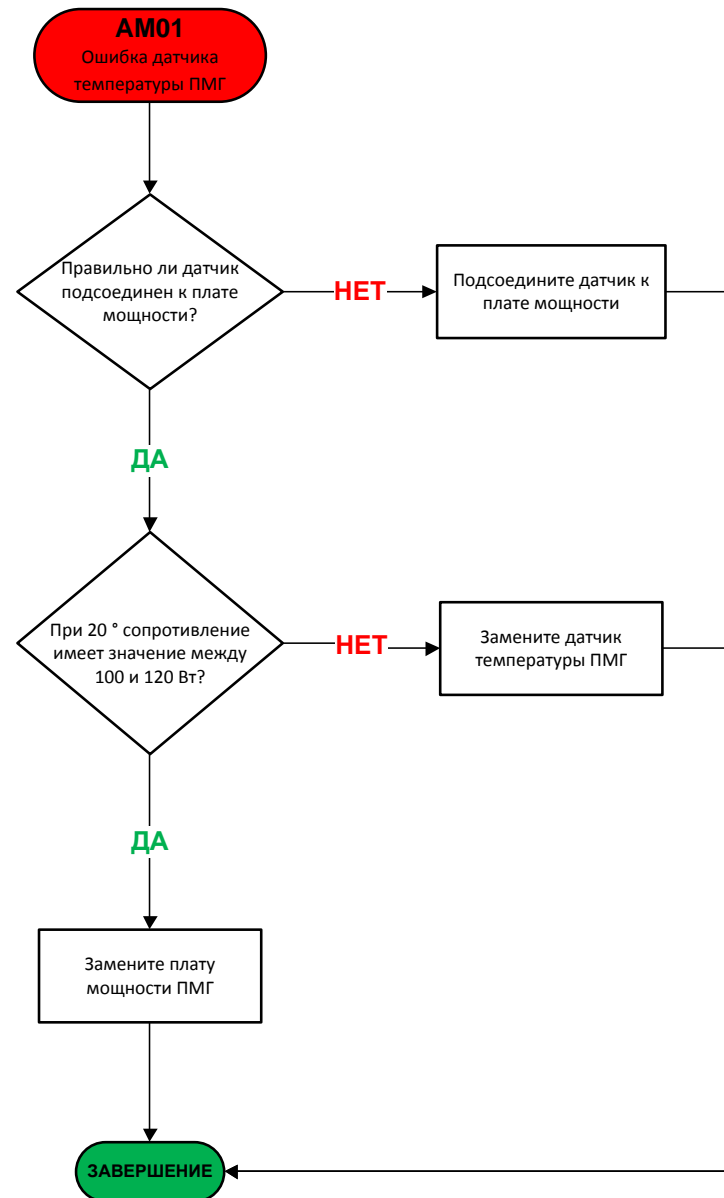 AM01
Ошибка датчика
температуры ПМГ
Правильно ли датчик
подсоединен к плате
мощности?
НЕТ
Подсоедините датчик к
плате мощности
ДА
При 20 ° сопротивление
имеет значение между
100 и 120 Вт?
НЕТ
Замените датчик
температуры ПМГ
ДА
Замените плату
мощности ПМГ
ЗАВЕРШЕНИЕ